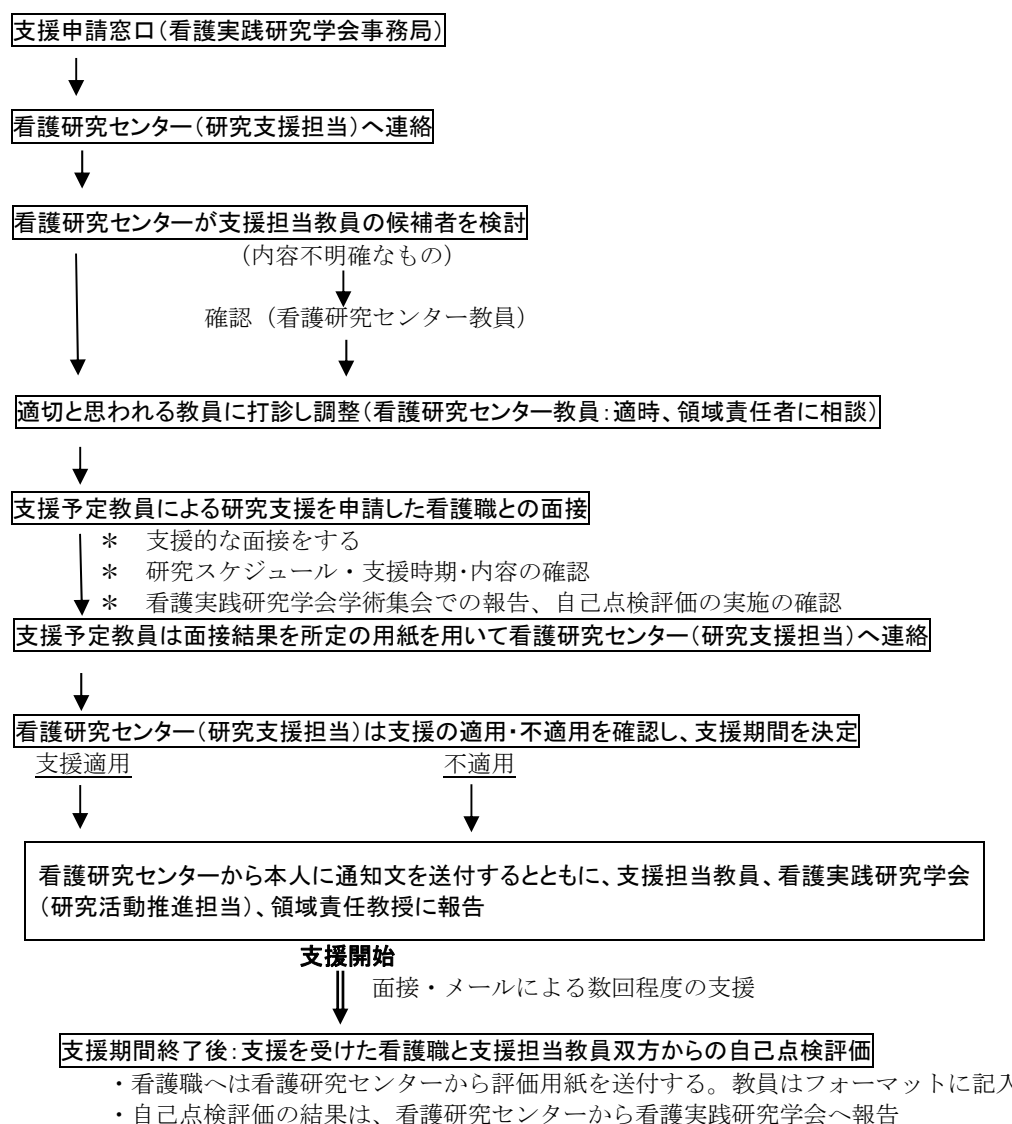 支援申請窓口(看護実践研究学会事務局)
看護研究センター(研究支援担当)へ連絡
看護研究センターが支援担当教員の候補者を検討
(内容不明確なもの)
確認(看護研究センター教員)
適切と思われる教員に打診し調整(看護研究センター教員:適時、領域責任者に相談)
支援予定教員による研究支援を申請した看護職との面接
＊ 支援的な面接をする
＊ 研究スケジュール・支援時期・内容の確認
＊ 看護実践研究学会学術集会での報告、自己点検評価の実施の確認
支援予定教員は面接結果を所定の用紙を用いて看護研究センター(研究支援担当)へ連絡
看護研究センター(研究支援担当)は支援の適用・不適用を確認し、支援期間を決定
支援適用 不適用
看護研究センターから本人に通知文を送付するとともに、支援担当教員、看護実践研究学会
(研究活動推進担当)、領域責任教授に報告
支援開始
面接・メールによる数回程度の支援
支援期間終了後:支援を受けた看護職と支援担当教員双方からの自己点検評価
・看護職へは看護研究センターから評価用紙を送付する。教員はフォーマットに記入
・自己点検評価の結果は、看護研究センターから看護実践研究学会へ報告